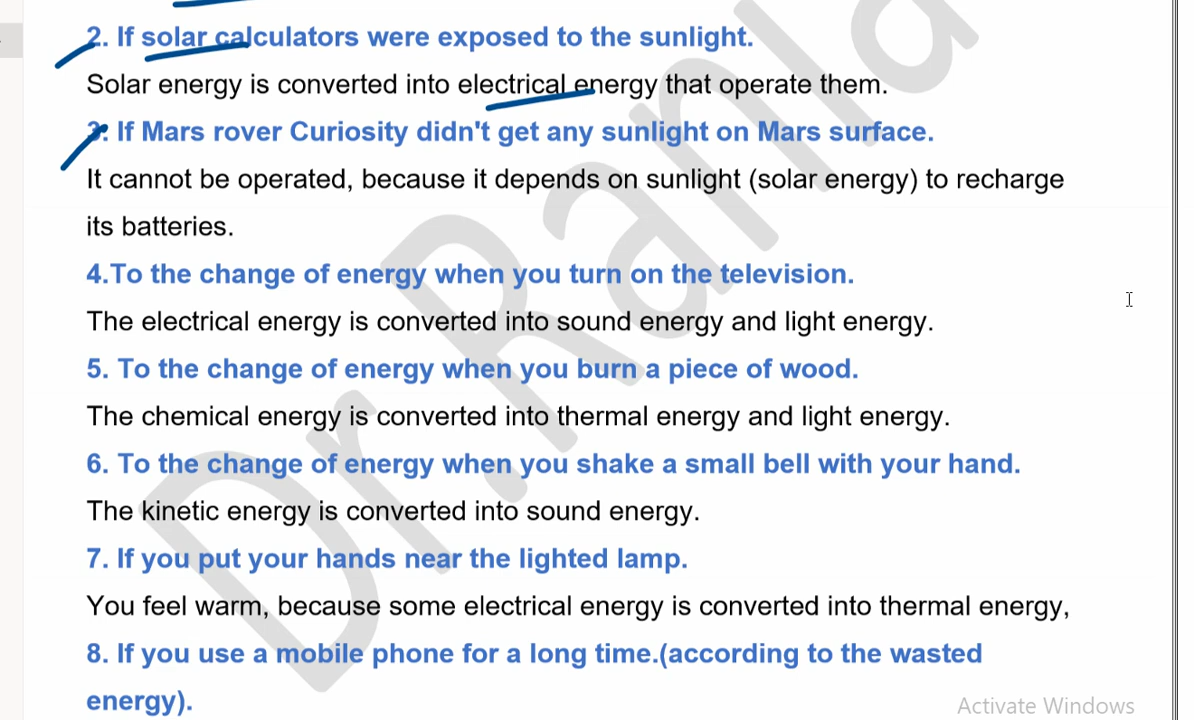 2. If solar calculators were exposed to the sunlight.
Solar energy is converted into electrical energy that operate them.
3. If Mars rover Curiosity didn't get any sunlight on Mars surface.
It cannot be operated, because it depends on sunlight (solar energy) to recharge
its batteries.
4.To the change of energy when you turn on the television.
The electrical energy is converted into sound energy and light energy.
5. To the change of energy when you burn a piece of wood.
The chemical energy is converted into thermal energy and light energy.
6. To the change of energy when you shake a small bell with your hand.
The kinetic energy is converted into sound energy.
7. If you put your hands near the lighted lamp.
You feel warm, because some electrical energy is converted into thermal energy,
8. If you use a mobile phone for a long time.(according to the wasted
energy).
Dr Rania
Activate Windows